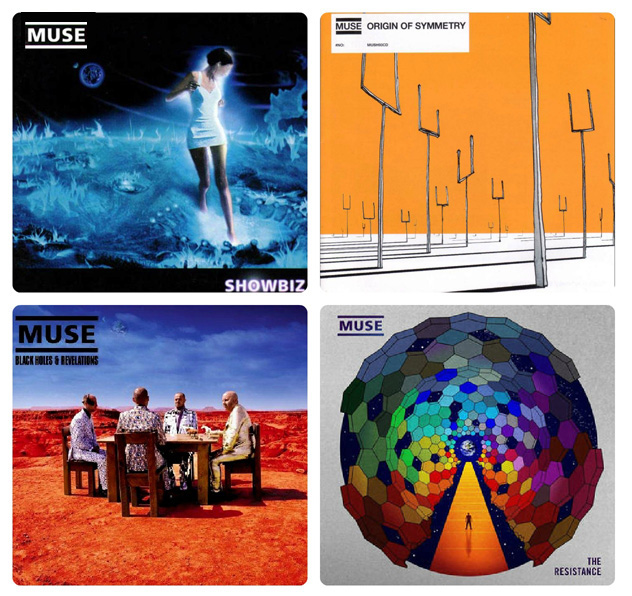 MUSE
SHOWBIZ
MUSE ORIGIN OF SYMMETRY
MUSE
BLACK HOLES & REVELATIONS
MUSE
THE
RESISTANCE